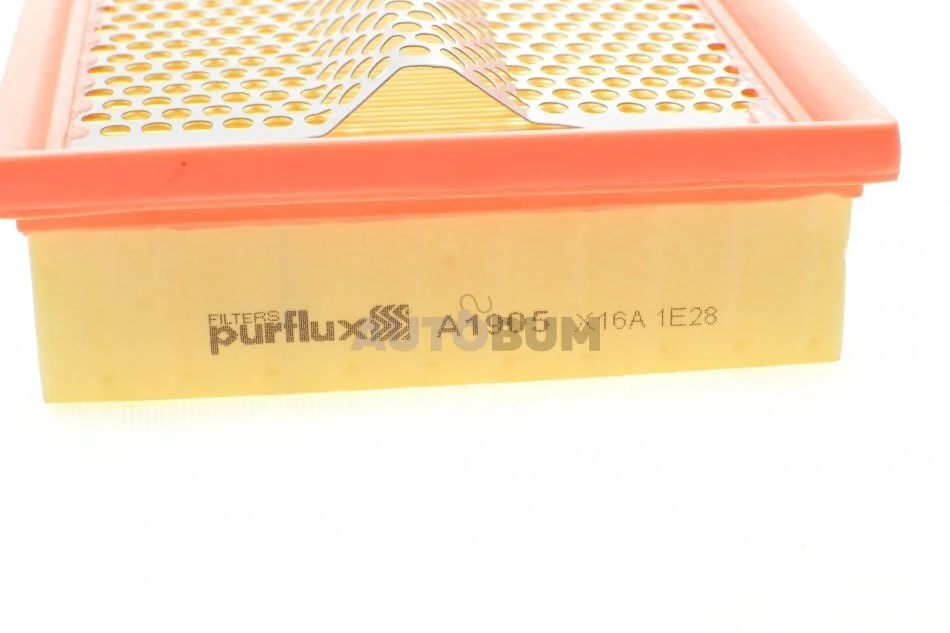 FILTERS
purflux A1905 X16A 1E28
AUTOBUM